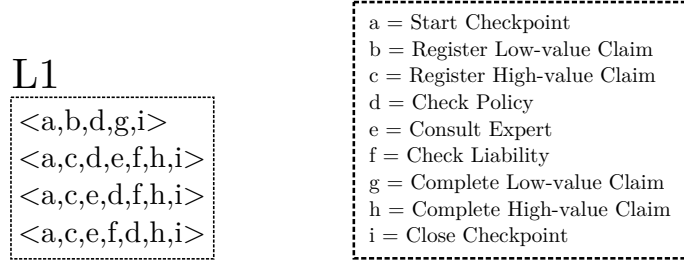 L1
<a,b,d,g,i>
<a,c,d,e,f,h,i>
<a,c,e,d,f,h,i>
<a,c,e,f,d,h,i>
a = Start Checkpoint
b = Register Low-value Claim
c = Register High-value Claim
d = Check Policy
e = Consult Expert
f = Check Liability
g = Complete Low-value Claim
h = Complete High-value Claim
i = Close Checkpoint